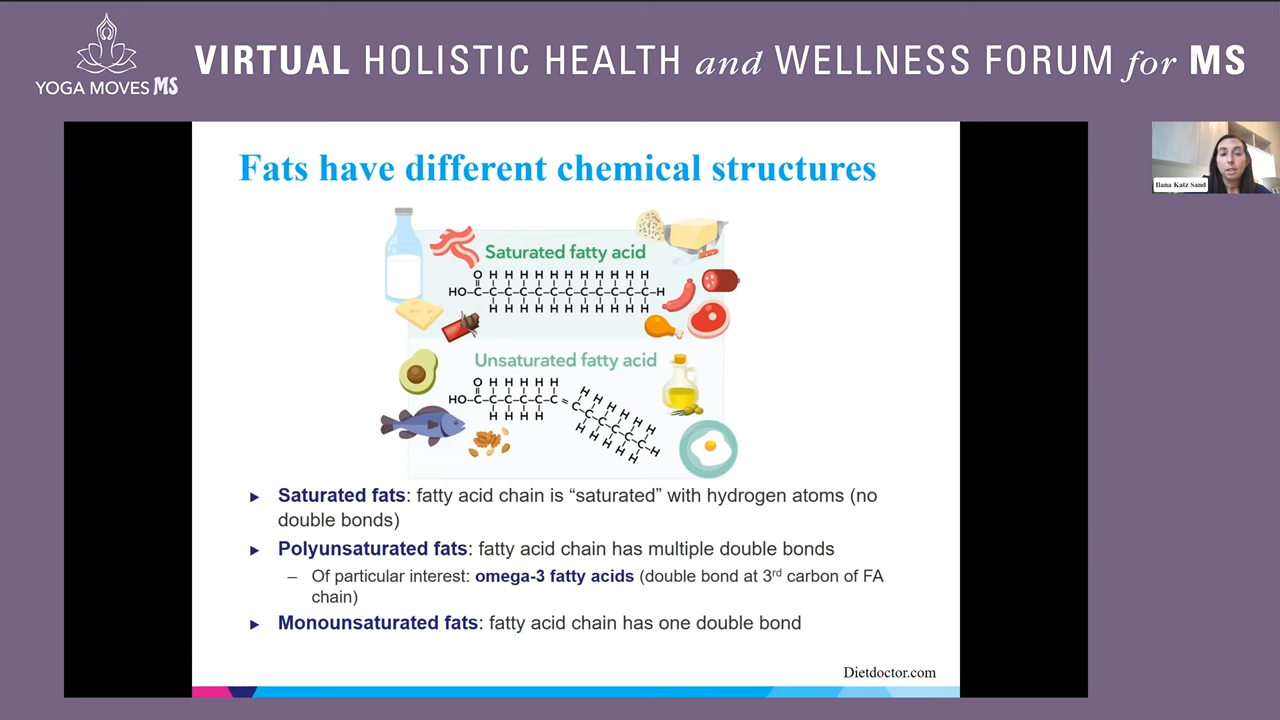 YOGA MOVES MS
VIRTUAL HOLISTIC HEALTH and WELLNESS FORUM for MS
Ilana Katz Sand
Fats have different chemical structures
Saturated fatty acid
O H H H H H H H H H H H
HO-C-C-C-C-C-C-C-C-C-C-C-C-H
H H H H H H H H H H H
Unsaturated fatty acid
O H H H H H
HO-C-C-C-C-C-C
H H H H
H H H H H H
=C-C-C-C-C-C-H
H H H H H
► Saturated fats: fatty acid chain is “saturated” with hydrogen atoms (no
double bonds)
► Polyunsaturated fats: fatty acid chain has multiple double bonds
– Of particular interest: omega-3 fatty acids (double bond at 3rd carbon of FA
chain)
► Monounsaturated fats: fatty acid chain has one double bond
Dietdoctor.com